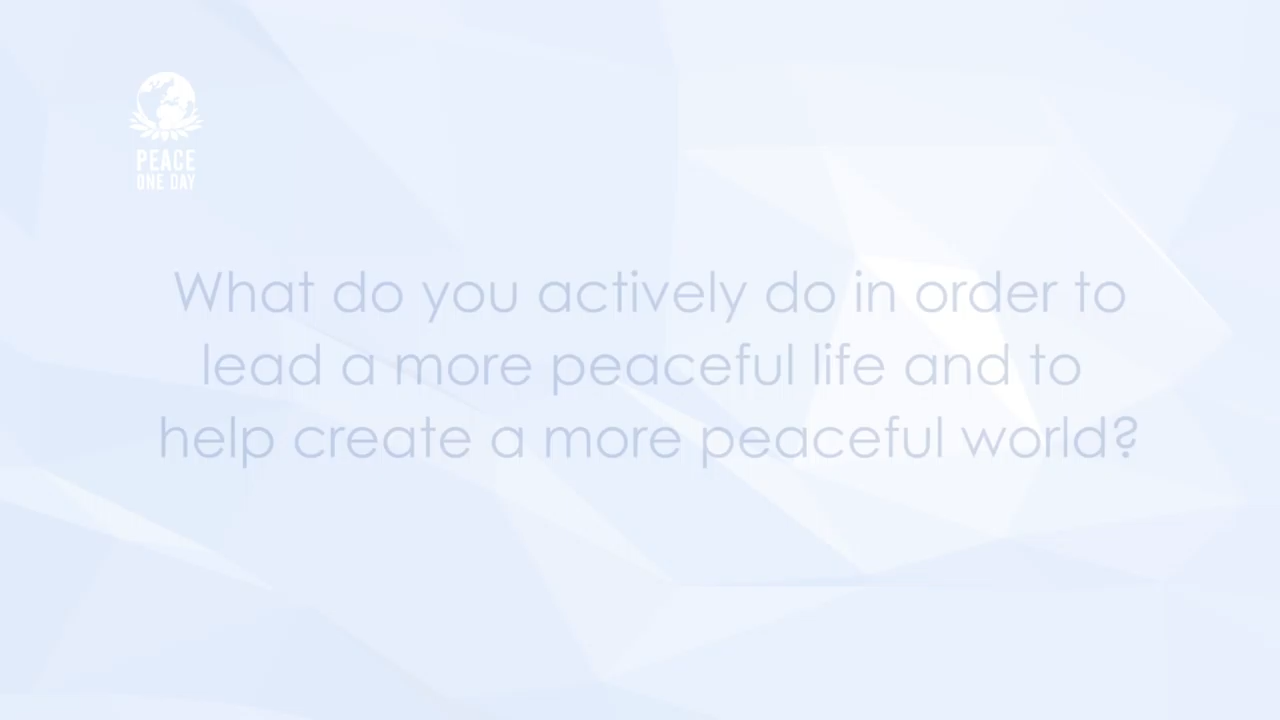 PEACE
ONE DAY
What do you actively do in order to
lead a more peaceful life and to
help create a more peaceful world?